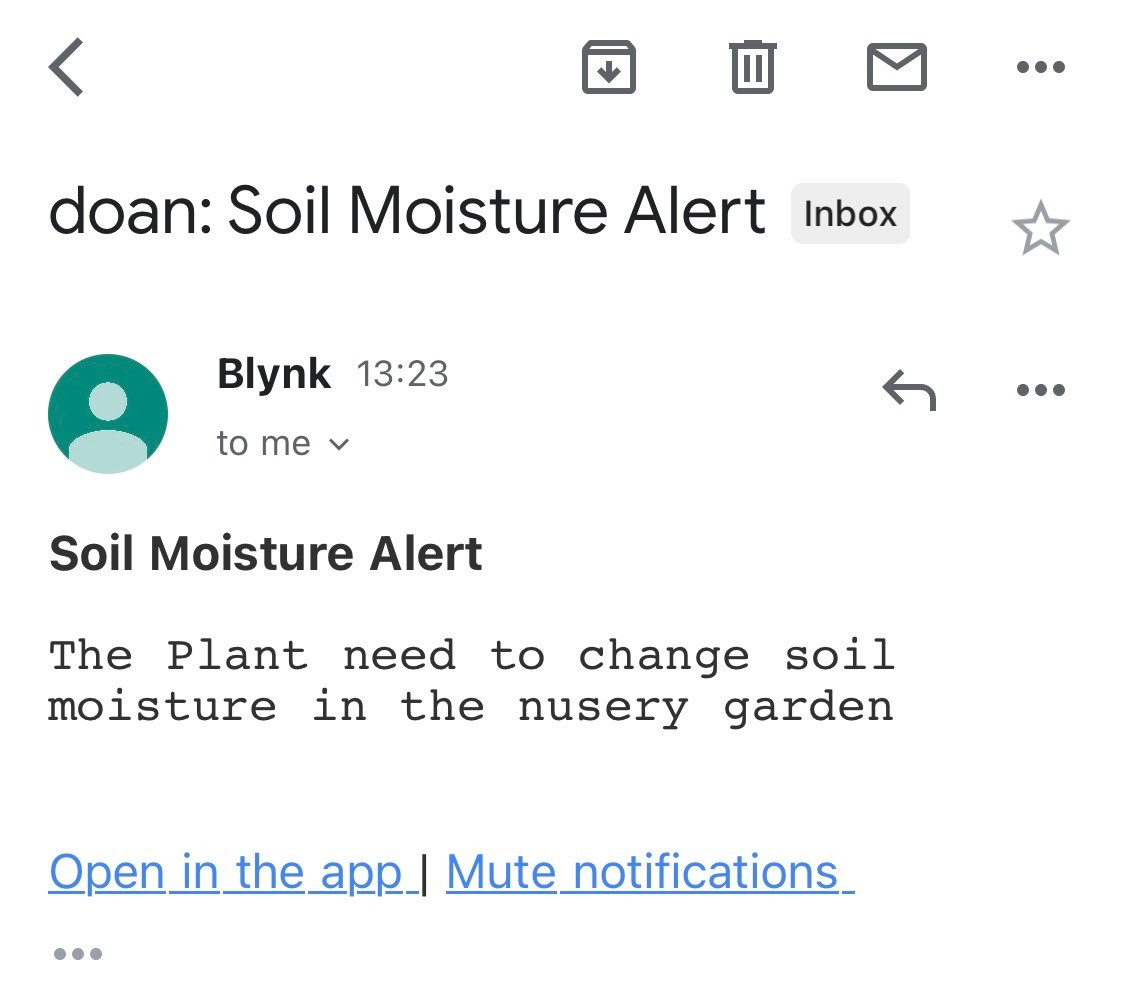 doan: Soil Moisture Alert Inbox
Blynk 13:23
to me
Soil Moisture Alert
The Plant need to change soil
moisture in the nusery garden
Open in the app | Mute notifications